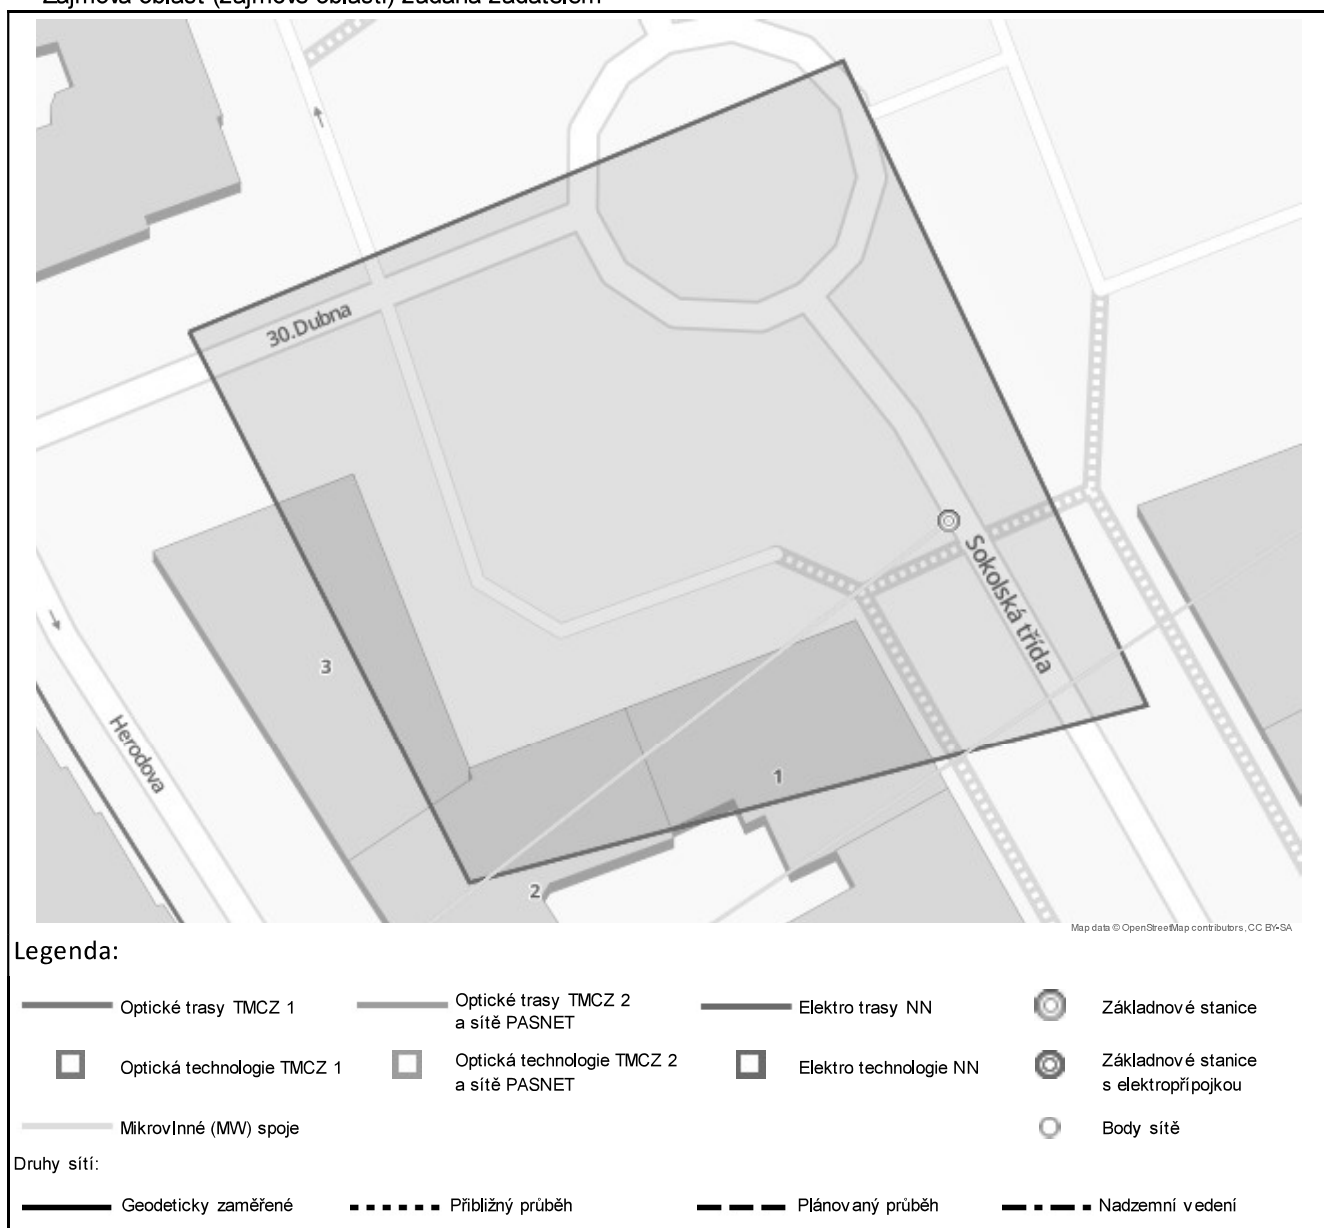 Zájmová oblast (zájmové oblasti) zadaná žadatelem
30.Dubna
Sokolská třída
3
Herodova
1
2
Map data © OpenStreetMap contributors, CC BY-SA
Legenda:
Optické trasy TMCZ 1
Optické trasy TMCZ 2
a sítě PASNET
Elektro trasy NN
Základnové stanice
Optická technologie TMCZ 1
Optická technologie TMCZ 2
a sítě PASNET
Elektro technologie NN
Základnové stanice
s elektropřípojkou
Mikrovlnné (MW) spoje
Body sítě
Druhy sítí:
Geodeticky zaměřené
Přibližný průběh
Plánovaný průběh
Nadzemní vedení